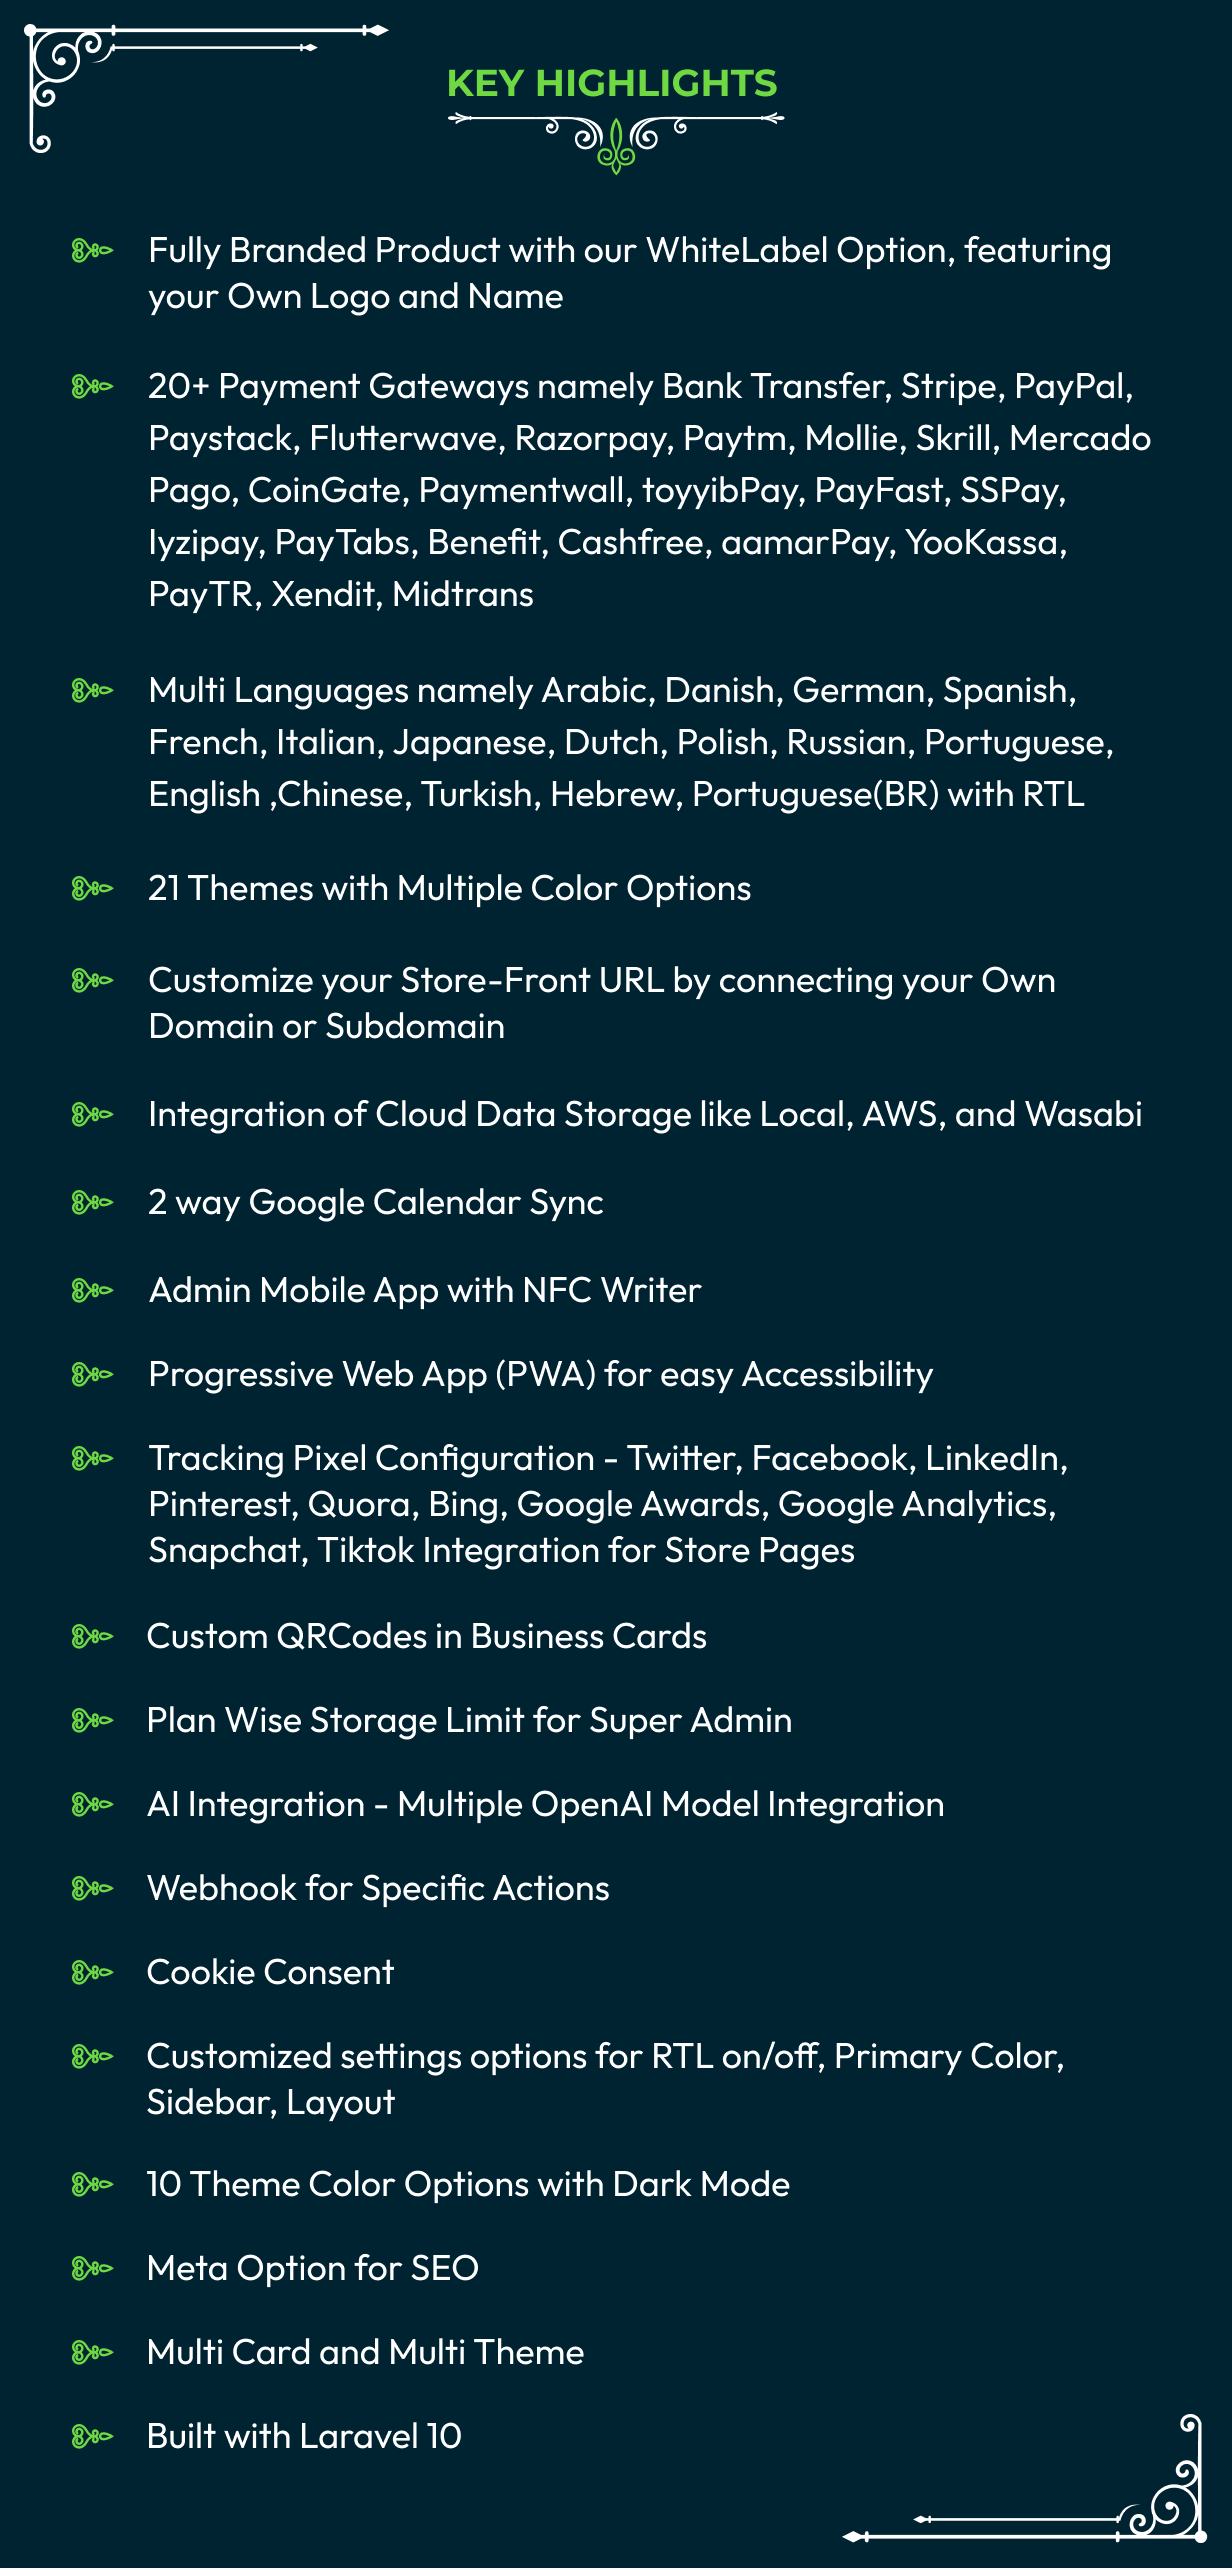 KEY HIGHLIGHTS
Fully Branded Product with our WhiteLabel Option, featuring
your Own Logo and Name
20+ Payment Gateways namely Bank Transfer, Stripe, PayPal,
Paystack, Flutterwave, Razorpay, Paytm, Mollie, Skrill, Mercado
Pago, CoinGate, Paymentwall, toyyibPay, PayFast, SSPay,
Iyzipay, PayTabs, Benefit, Cashfree, aamarPay, YooKassa,
PayTR, Xendit, Midtrans
Multi Languages namely Arabic, Danish, German, Spanish,
French, Italian, Japanese, Dutch, Polish, Russian, Portuguese,
English ,Chinese, Turkish, Hebrew, Portuguese(BR) with RTL
21 Themes with Multiple Color Options
Customize your Store-Front URL by connecting your Own
Domain or Subdomain
Integration of Cloud Data Storage like Local, AWS, and Wasabi
2 way Google Calendar Sync
Admin Mobile App with NFC Writer
Progressive Web App (PWA) for easy Accessibility
Tracking Pixel Configuration - Twitter, Facebook, LinkedIn,
Pinterest, Quora, Bing, Google Awards, Google Analytics,
Snapchat, Tiktok Integration for Store Pages
Custom QRCodes in Business Cards
Plan Wise Storage Limit for Super Admin
AI Integration - Multiple OpenAI Model Integration
Webhook for Specific Actions
Cookie Consent
Customized settings options for RTL on/off, Primary Color,
Sidebar, Layout
10 Theme Color Options with Dark Mode
Meta Option for SEO
Multi Card and Multi Theme
Built with Laravel 10